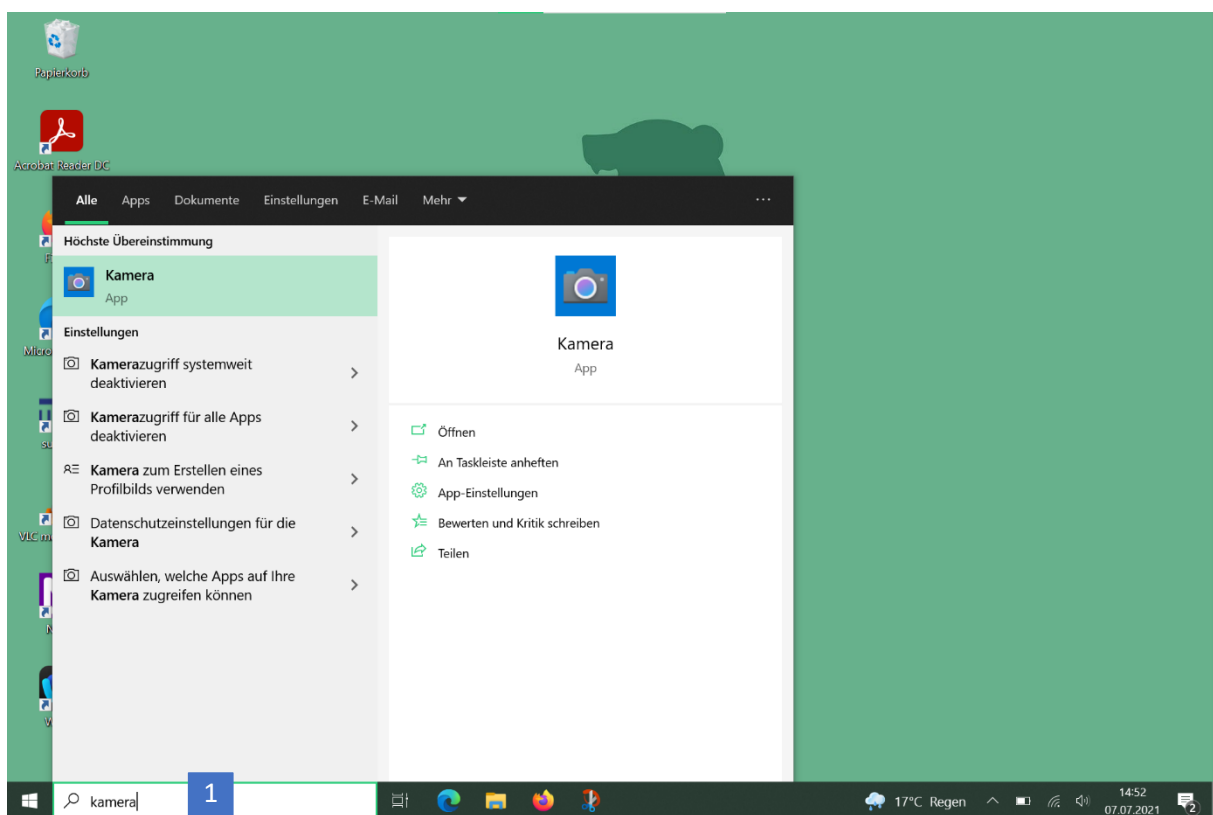 Papierkorb
Acrobat Reader DC
Alle Apps Dokumente Einstellungen E-Mail Mehr
Höchste Übereinstimmung
Kamera
App
Einstellungen
Kamerazugriff systemweit
deaktivieren
Kamerazugriff für alle Apps
deaktivieren
Kamera zum Erstellen eines
Profilbilds verwenden
Datenschutzeinstellungen für die
Kamera
Auswählen, welche Apps auf Ihre
Kamera zugreifen können
Kamera
App
Öffnen
An Taskleiste anheften
App-Einstellungen
Bewerten und Kritik schreiben
Teilen
VLC m
kamera
1
17°C Regen
14:52
07.07.2021
2